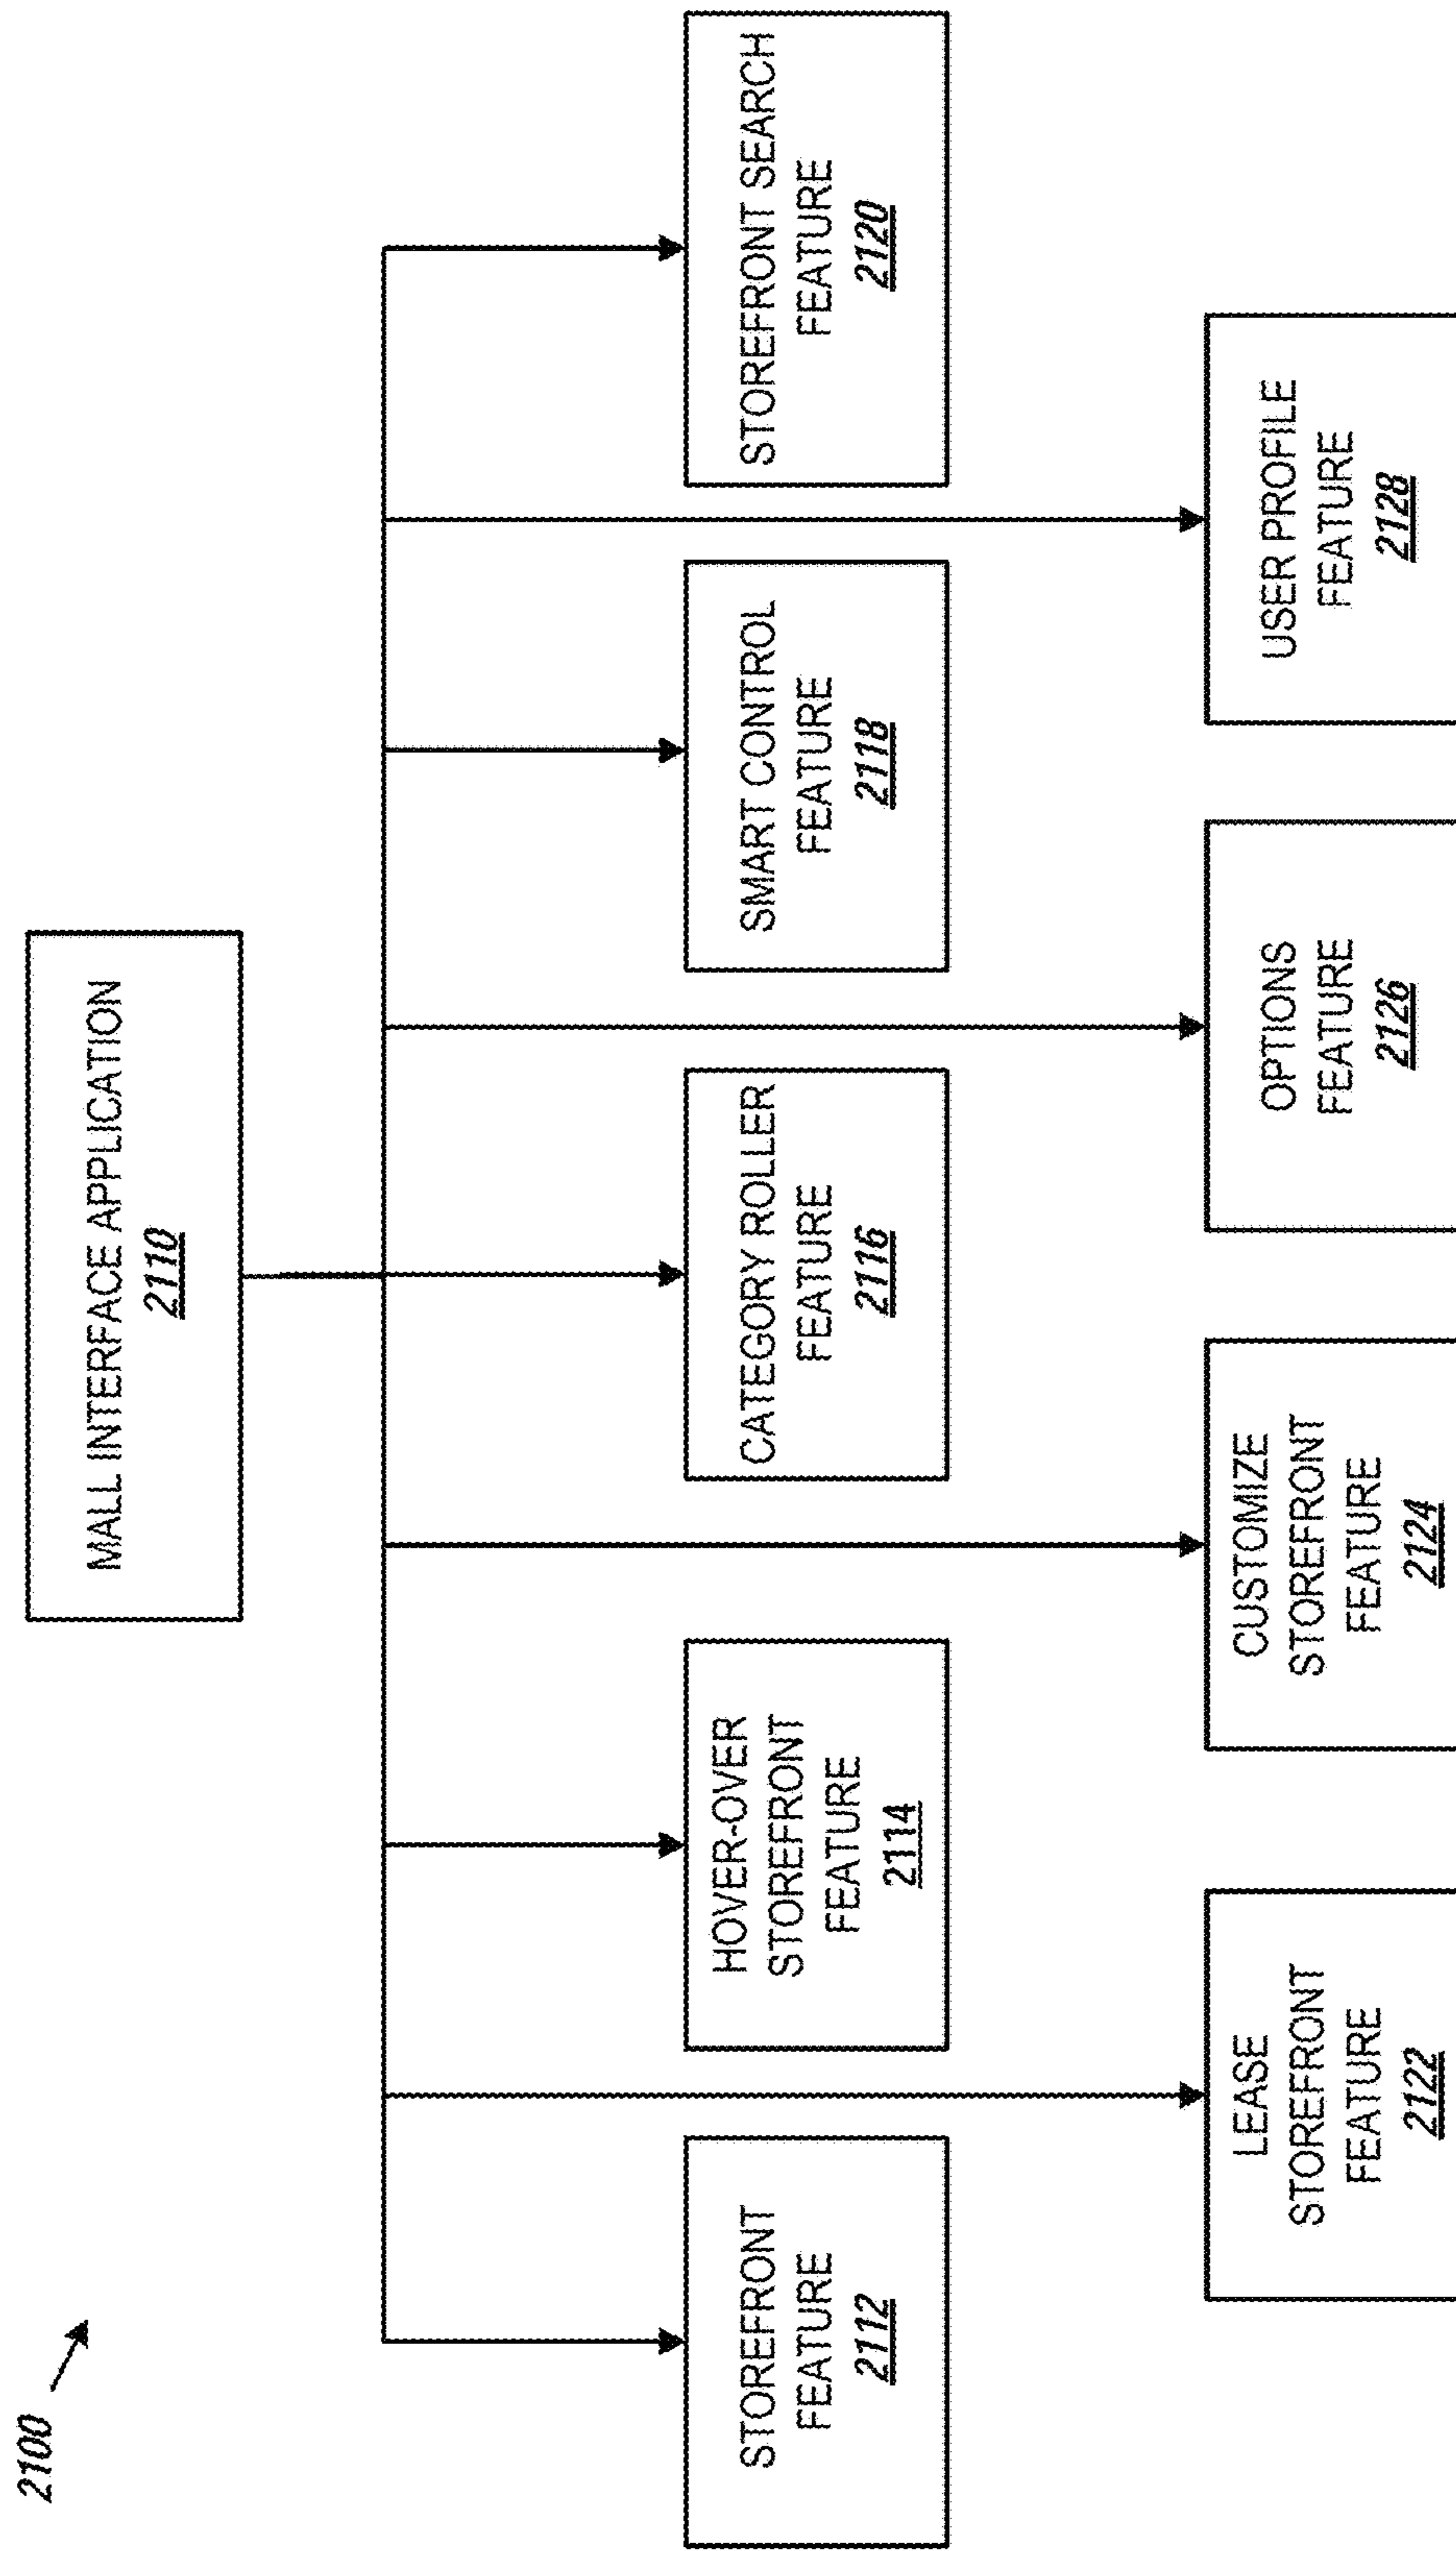 2100
MALL INTERFACE APPLICATION
2110
STOREFRONT
FEATURE
2112
HOVER-OVER
STOREFRONT
FEATURE
2114
CATEGORY ROLLER
FEATURE
2116
SMART CONTROL
FEATURE
2118
STOREFRONT SEARCH
FEATURE
2120
LEASE
STOREFRONT
FEATURE
2122
CUSTOMIZE
STOREFRONT
FEATURE
2124
OPTIONS
FEATURE
2126
USER PROFILE
FEATURE
2128